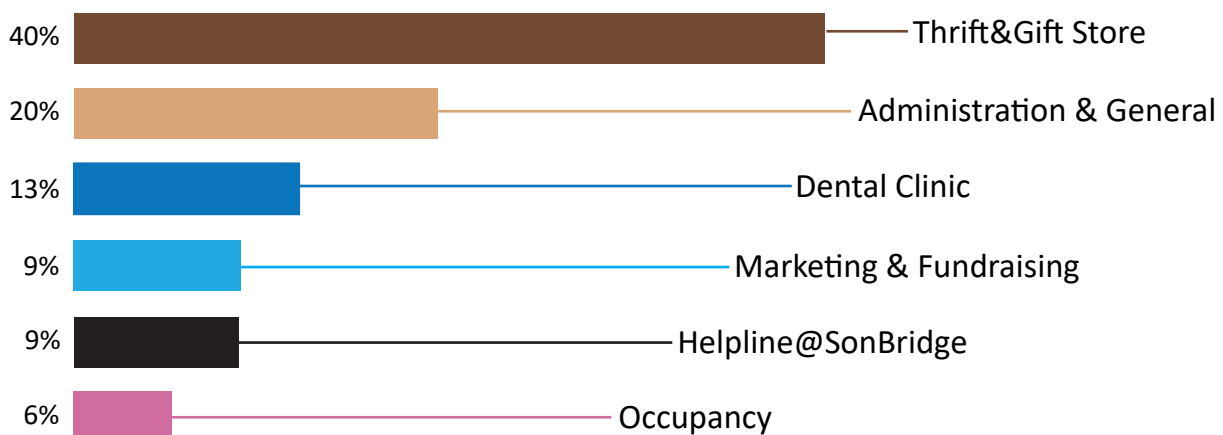 40% Thrift&Gift Store
20% Administration & General
13% Dental Clinic
9% Marketing & Fundraising
9% Helpline@SonBridge
6% Occupancy